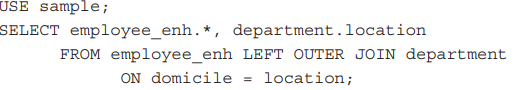 USE sample;
SELECT employee_enh.*, department.location
FROM employee_enh LEFT OUTER JOIN department
ON domicile = location;